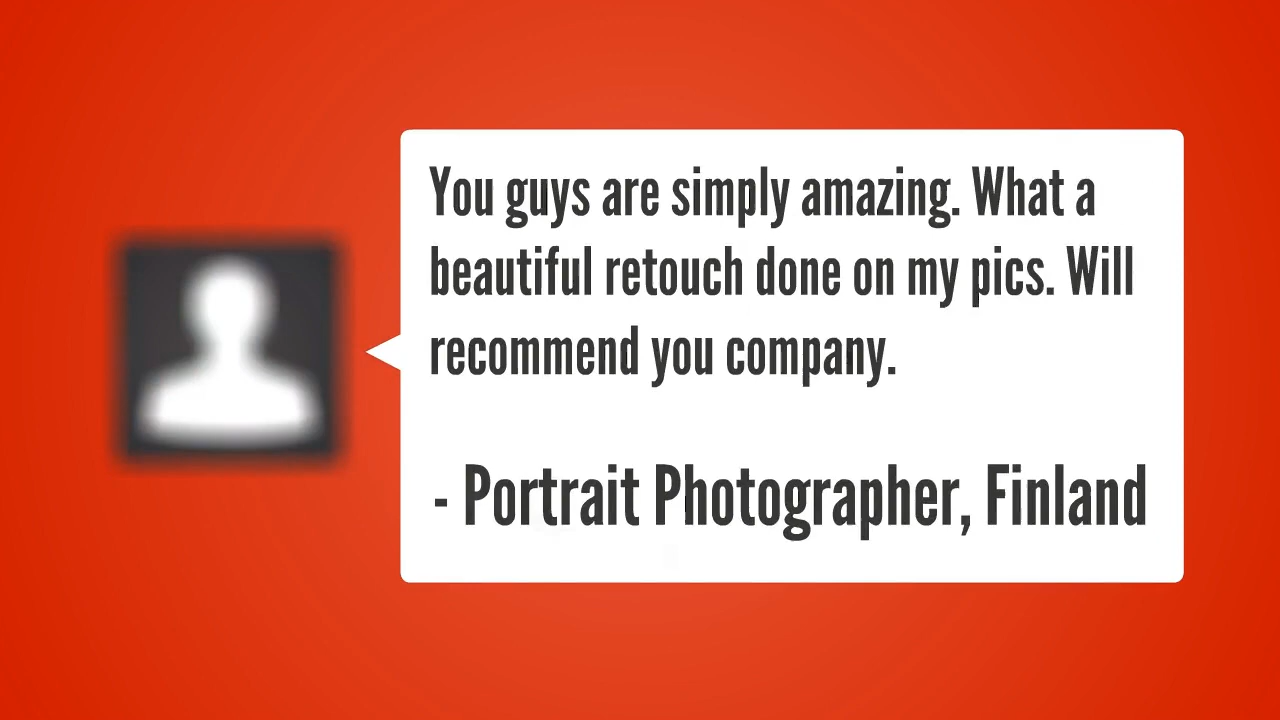 You guys are simply amazing. What a
beautiful retouch done on my pics. Will
recommend you company.
- Portrait Photographer, Finland